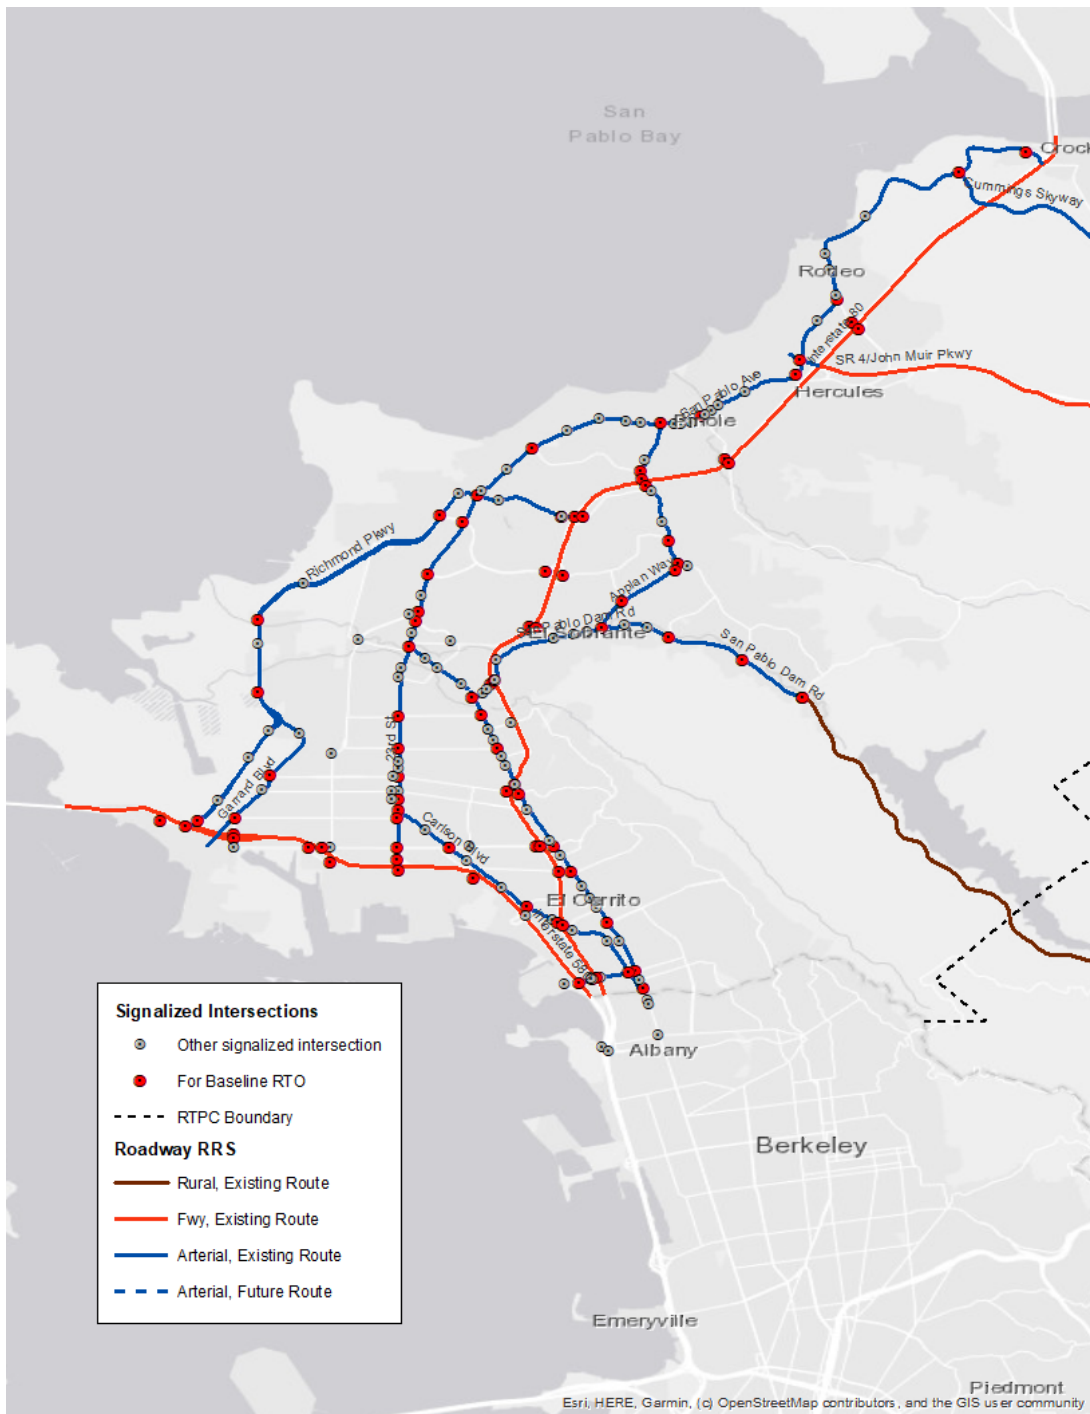 San
Pablo Bay
Crock
Cummings Skyway
Rodeo
Interstate 80
SR 4/John Muir Pkwy
Hercules
San Pablo Ave
Pinole
Richmond Pkwy
Appian Way
San Pablo Dam Rd
El Sobrante
San Pablo Dam Rd
23rd St
Garrard Blvd
Carlson Blvd
El Cerrito
Interstate 580
Signalized Intersections
Other signalized intersection
For Baseline RTO
RTPC Boundary
Roadway RRS
Rural, Existing Route
Fwy, Existing Route
Arterial, Existing Route
Arterial, Future Route
Albany
Berkeley
Emeryville
Piedmont
Esri, HERE, Garmin, (c) OpenStreetMap contributors, and the GIS user community